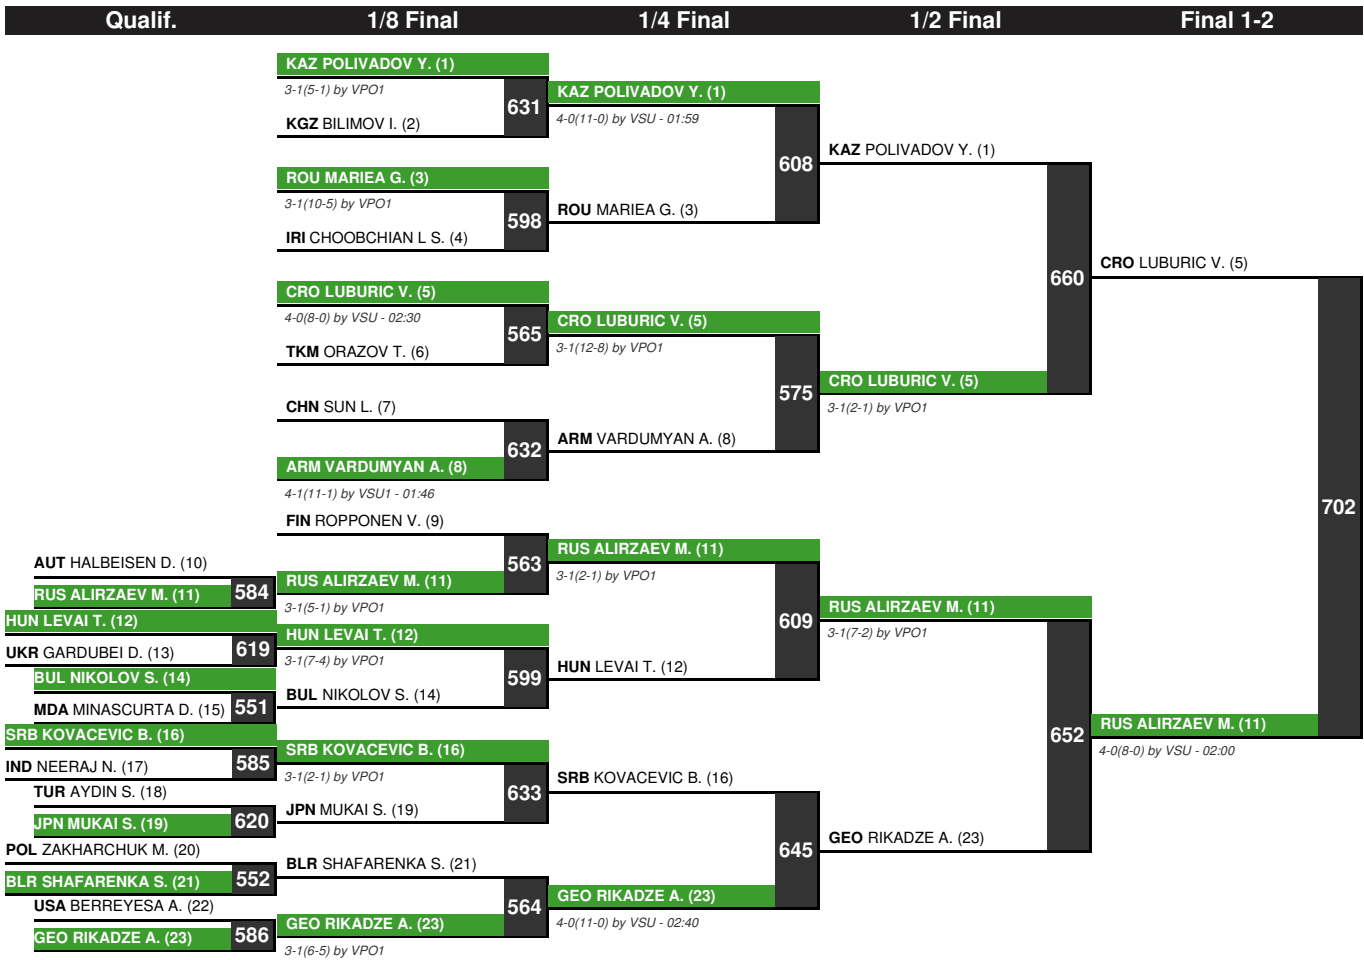 Qualif.
1/8 Final
1/4 Final
1/2 Final
Final 1-2
AUT HALBEISEN D. (10)
RUS ALIRZAEV M. (11)
584
HUN LEVAI T. (12)
UKR GARDUBEI D. (13)
619
BUL NIKOLOV S. (14)
MDA MINASCURTA D. (15)
551
SRB KOVACEVIC B. (16)
IND NEERAJ N. (17)
585
TUR AYDIN S. (18)
JPN MUKAI S. (19)
620
POL ZAKHARCHUK M. (20)
BLR SHAFARENKA S. (21)
552
USA BERREYESA A. (22)
GEO RIKADZE A. (23)
586
KAZ POLIVADOV Y. (1)
3-1(5-1) by VPO1
KGZ BILIMOV I. (2)
631
ROU MARIEA G. (3)
3-1(10-5) by VPO1
IRI CHOOBCHIAN L S. (4)
598
CRO LUBURIC V. (5)
4-0(8-0) by VSU - 02:30
TKM ORAZOV T. (6)
565
CHN SUN L. (7)
ARM VARDUMYAN A. (8)
4-1(11-1) by VSU1 - 01:46
632
FIN ROPPONEN V. (9)
RUS ALIRZAEV M. (11)
3-1(5-1) by VPO1
563
HUN LEVAI T. (12)
3-1(7-4) by VPO1
BUL NIKOLOV S. (14)
599
SRB KOVACEVIC B. (16)
3-1(2-1) by VPO1
JPN MUKAI S. (19)
633
BLR SHAFARENKA S. (21)
GEO RIKADZE A. (23)
3-1(6-5) by VPO1
564
KAZ POLIVADOV Y. (1)
4-0(11-0) by VSU - 01:59
ROU MARIEA G. (3)
608
CRO LUBURIC V. (5)
3-1(12-8) by VPO1
ARM VARDUMYAN A. (8)
575
RUS ALIRZAEV M. (11)
3-1(2-1) by VPO1
HUN LEVAI T. (12)
609
SRB KOVACEVIC B. (16)
GEO RIKADZE A. (23)
4-0(11-0) by VSU - 02:40
645
KAZ POLIVADOV Y. (1)
CRO LUBURIC V. (5)
3-1(2-1) by VPO1
660
RUS ALIRZAEV M. (11)
3-1(7-2) by VPO1
GEO RIKADZE A. (23)
652
CRO LUBURIC V. (5)
RUS ALIRZAEV M. (11)
4-0(8-0) by VSU - 02:00
702